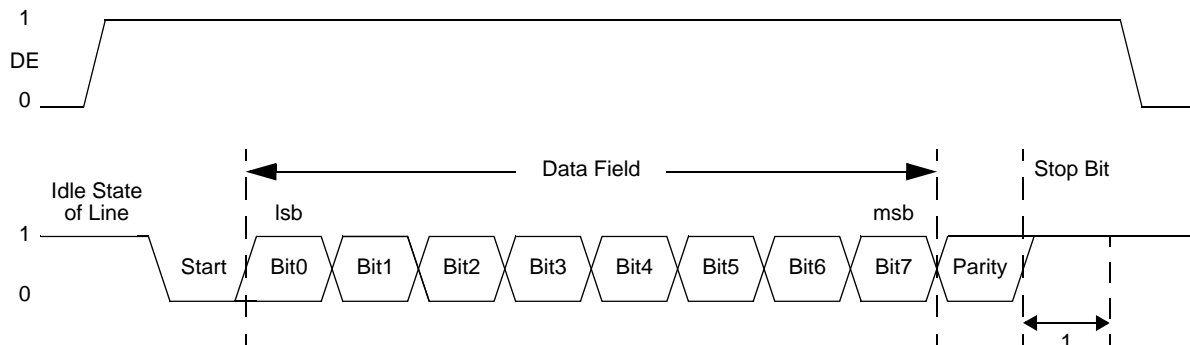 1
DE
0
Data Field
Stop Bit
Idle State
of Line
lsb
msb
1
Start
Bit0
Bit1
Bit2
Bit3
Bit4
Bit5
Bit6
Bit7
Parity
0
1